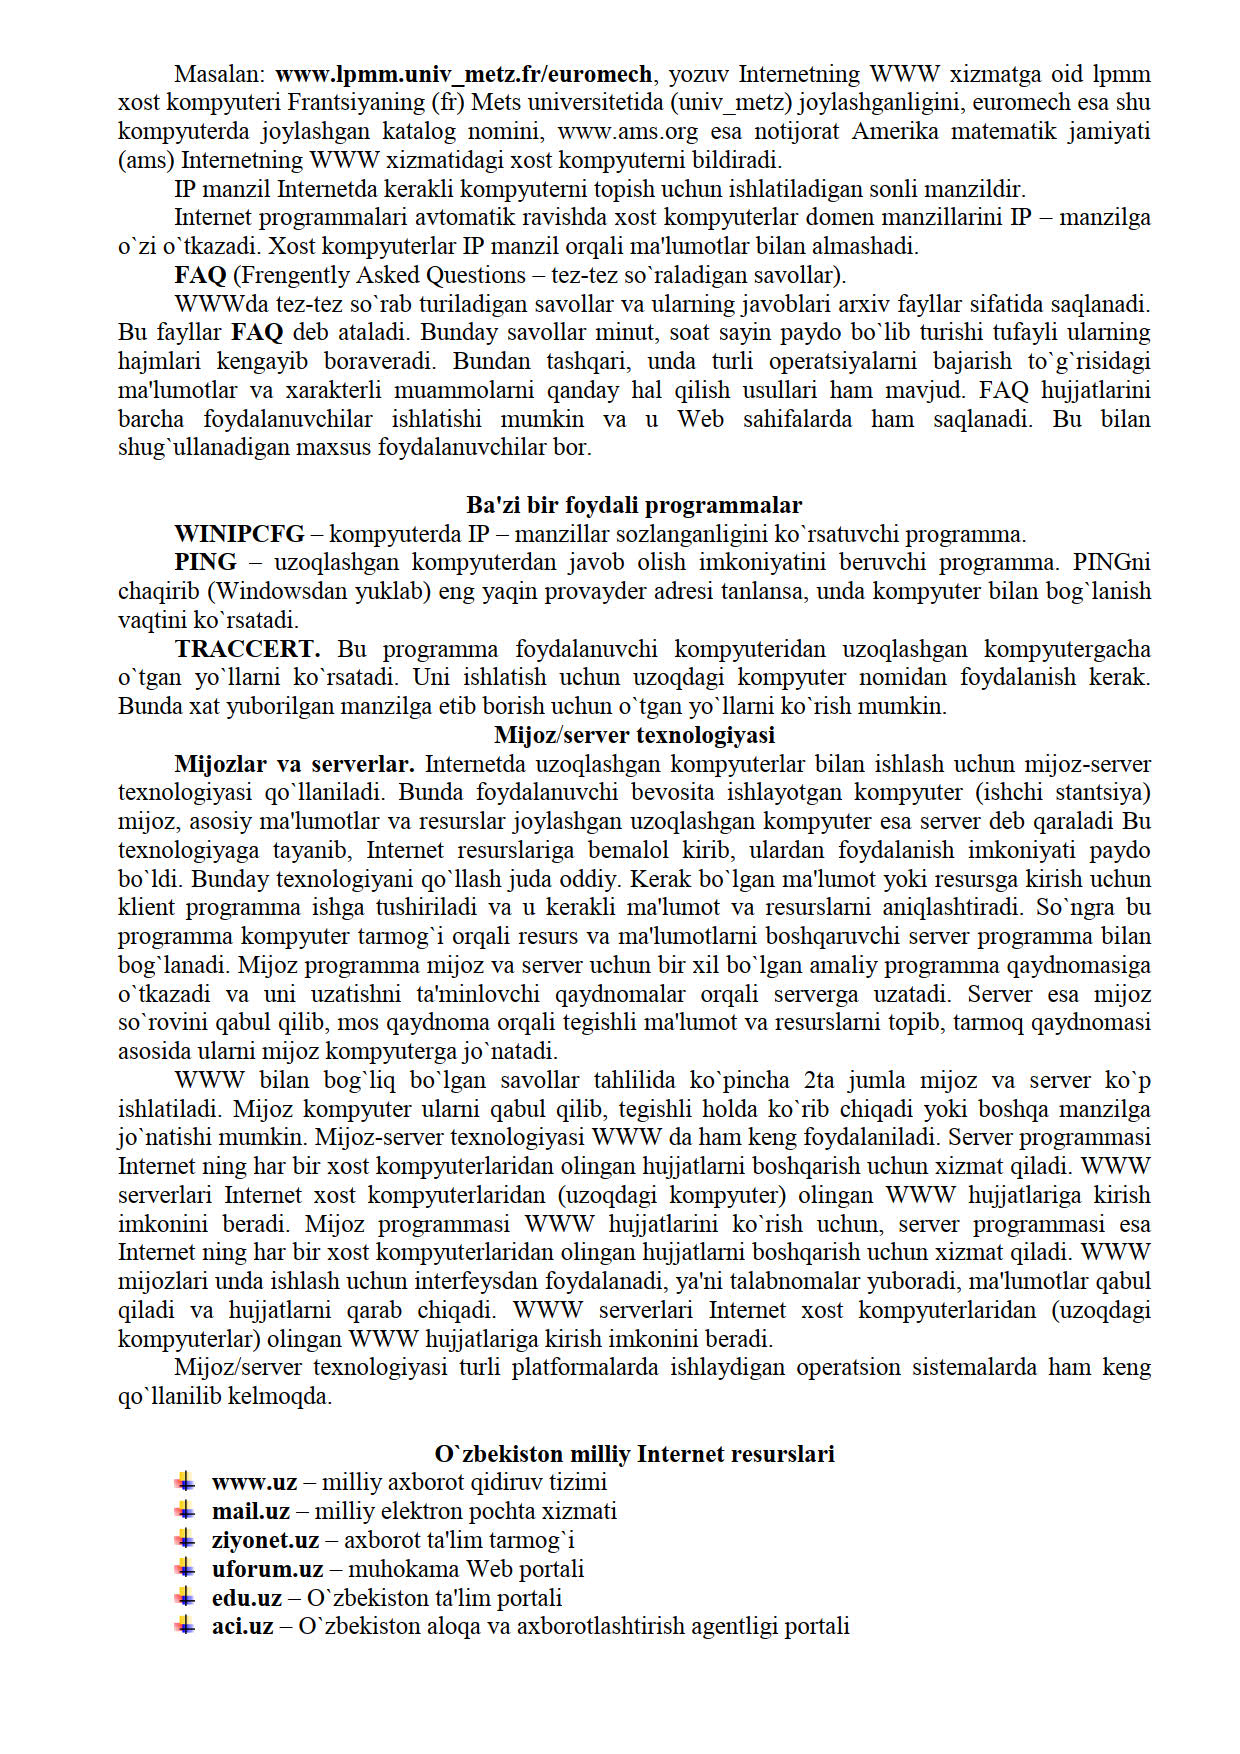 Masalan: www.lpmm.univ_metz.fr/euromech, yozuv Internetning WWW xizmatga oid lpmm
xost kompyuteri Frantsiyaning (fr) Mets universitetida (univ_metz) joylashganligini, euromech esa shu
kompyuterda joylashgan katalog nomini, www.ams.org esa notijorat Amerika matematik jamiyati
(ams) Internetning WWW xizmatidagi xost kompyuterni bildiradi.
IP manzil Internetda kerakli kompyuterni topish uchun ishlatiladigan sonli manzildir.
Internet programmalari avtomatik ravishda xost kompyuterlar domen manzillarini IP – manzilga
o`zi o`tkazadi. Xost kompyuterlar IP manzil orqali ma'lumotlar bilan almashadi.
FAQ (Frengently Asked Questions – tez-tez so`raladigan savollar).
WWWda tez-tez so`rab turiladigan savollar va ularning javoblari arxiv fayllar sifatida saqlanadi.
Bu fayllar FAQ deb ataladi. Bunday savollar minut, soat sayin paydo bo`lib turishi tufayli ularning
hajmlari kengayib boraveradi. Bundan tashqari, unda turli operatsiyalarni bajarish to`g`risidagi
ma'lumotlar va xarakterli muammolarni qanday hal qilish usullari ham mavjud. FAQ hujjatlarini
barcha foydalanuvchilar ishlatishi mumkin va u Web sahifalarda ham saqlanadi. Bu bilan
shug`ullanadigan maxsus foydalanuvchilar bor.
Ba'zi bir foydali programmalar
WINIPCFG – kompyuterda IP – manzillar sozlanganligini ko`rsatuvchi programma.
PING – uzoqlashgan kompyuterdan javob olish imkoniyatini beruvchi programma. PINGni
chaqirib (Windowsdan yuklab) eng yaqin provayder adresi tanlansa, unda kompyuter bilan bog`lanish
vaqtini ko`rsatadi.
TRACCERT. Bu programma foydalanuvchi kompyuteridan uzoqlashgan kompyutergacha
o`tgan yo`llarni ko`rsatadi. Uni ishlatish uchun uzoqdagi kompyuter nomidan foydalanish kerak.
Bunda xat yuborilgan manzilga etib borish uchun o`tgan yo`llarni ko`rish mumkin.
Mijoz/server texnologiyasi
Mijozlar va serverlar. Internetda uzoqlashgan kompyuterlar bilan ishlash uchun mijoz-server
texnologiyasi qo`llaniladi. Bunda foydalanuvchi bevosita ishlayotgan kompyuter (ishchi stantsiya)
mijoz, asosiy ma'lumotlar va resurslar joylashgan uzoqlashgan kompyuter esa server deb qaraladi Bu
texnologiyaga tayanib, Internet resurslariga bemalol kirib, ulardan foydalanish imkoniyati paydo
bo`ldi. Bunday texnologiyani qo`llash juda oddiy. Kerak bo`lgan ma'lumot yoki resursga kirish uchun
klient programma ishga tushiriladi va u kerakli ma'lumot va resurslarni aniqlashtiradi. So`ngra bu
programma kompyuter tarmog`i orqali resurs va ma'lumotlarni boshqaruvchi server programma bilan
bog`lanadi. Mijoz programma mijoz va server uchun bir xil bo`lgan amaliy programma qaydnomasiga
o`tkazadi va uni uzatishni ta'minlovchi qaydnomalar orqali serverga uzatadi. Server esa mijoz
so`rovini qabul qilib, mos qaydnoma orqali tegishli ma'lumot va resurslarni topib, tarmoq qaydnomasi
asosida ularni mijoz kompyuterga jo`natadi.
WWW bilan bog`liq bo`lgan savollar tahlilida ko`pincha 2ta jumla mijoz va server ko`p
ishlatiladi. Mijoz kompyuter ularni qabul qilib, tegishli holda ko`rib chiqadi yoki boshqa manzilga
jo`natishi mumkin. Mijoz-server texnologiyasi WWW da ham keng foydalaniladi. Server programmasi
Internet ning har bir xost kompyuterlaridan olingan hujjatlarni boshqarish uchun xizmat qiladi. WWW
serverlari Internet xost kompyuterlaridan (uzoqdagi kompyuter) olingan WWW hujjatlariga kirish
imkonini beradi. Mijoz programmasi WWW hujjatlarini ko`rish uchun, server programmasi esa
Internet ning har bir xost kompyuterlaridan olingan hujjatlarni boshqarish uchun xizmat qiladi. WWW
mijozlari unda ishlash uchun interfeysdan foydalanadi, ya'ni talabnomalar yuboradi, ma'lumotlar qabul
qiladi va hujjatlarni qarab chiqadi. WWW serverlari Internet xost kompyuterlaridan (uzoqdagi
kompyuterlar) olingan WWW hujjatlariga kirish imkonini beradi.
Mijoz/server texnologiyasi turli platformalarda ishlaydigan operatsion sistemalarda ham keng
qo`llanilib kelmoqda.
O`zbekiston milliy Internet resurslari
www.uz – milliy axborot qidiruv tizimi
mail.uz – milliy elektron pochta xizmati
ziyonet.uz – axborot ta'lim tarmog`i
uforum.uz – muhokama Web portali
edu.uz – O`zbekiston ta'lim portali
aci.uz – O`zbekiston aloqa va axborotlashtirish agentligi portali